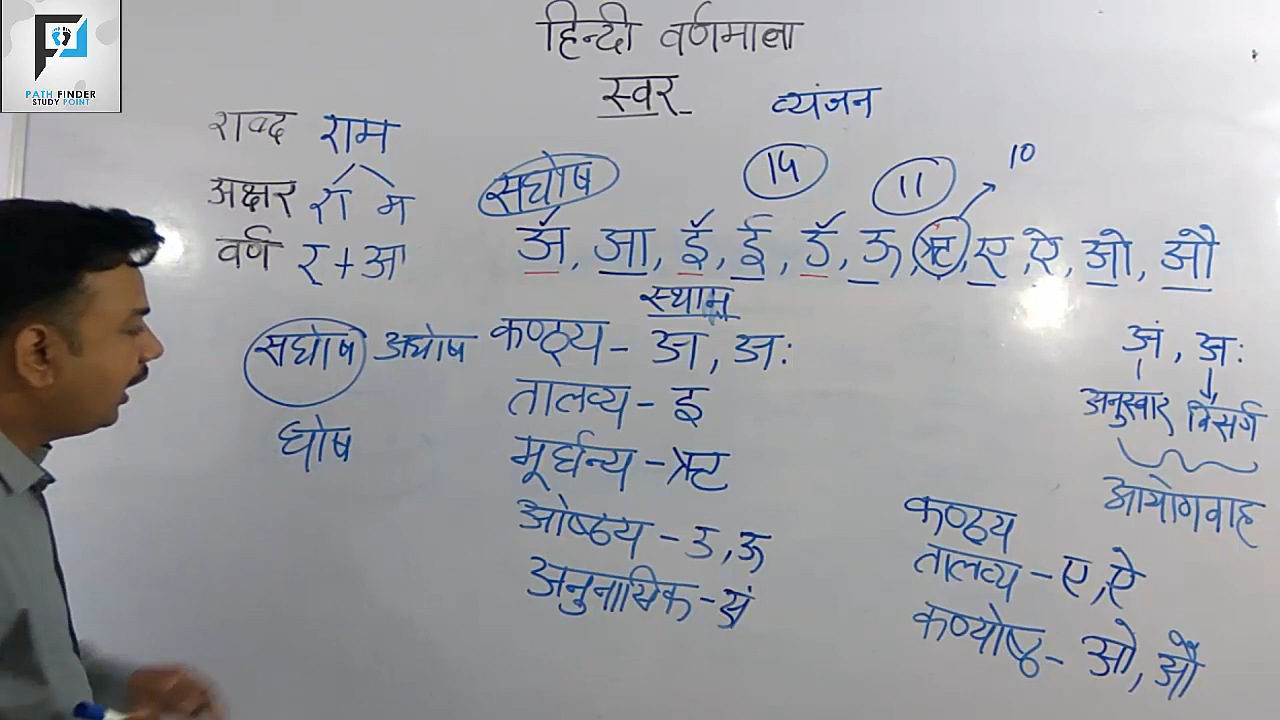 PATH FINDER
STUDY POINT
हिन्दी वर्णमाला
स्वर व्यंजन
शब्द राम
अक्षर रा म
वर्ण र् + आ
सघोष 14 11 10
अ, आ, इ, ई, उ, ऊ, ऋ, ए, ऐ, ओ, औ
स्थान
सघोष अघोष
घोष
कण्ठ्य - अ, अः
तालव्य - इ
मूर्धन्य - ऋ
ओष्ठ्य - उ, ऊ
अनुनासिक - अं
अं, अः
अनुस्वार विसर्ग
आयोगवाह
कण्ठ्य
तालव्य - ए, ऐ
कण्योष्ठ - ओ, औ